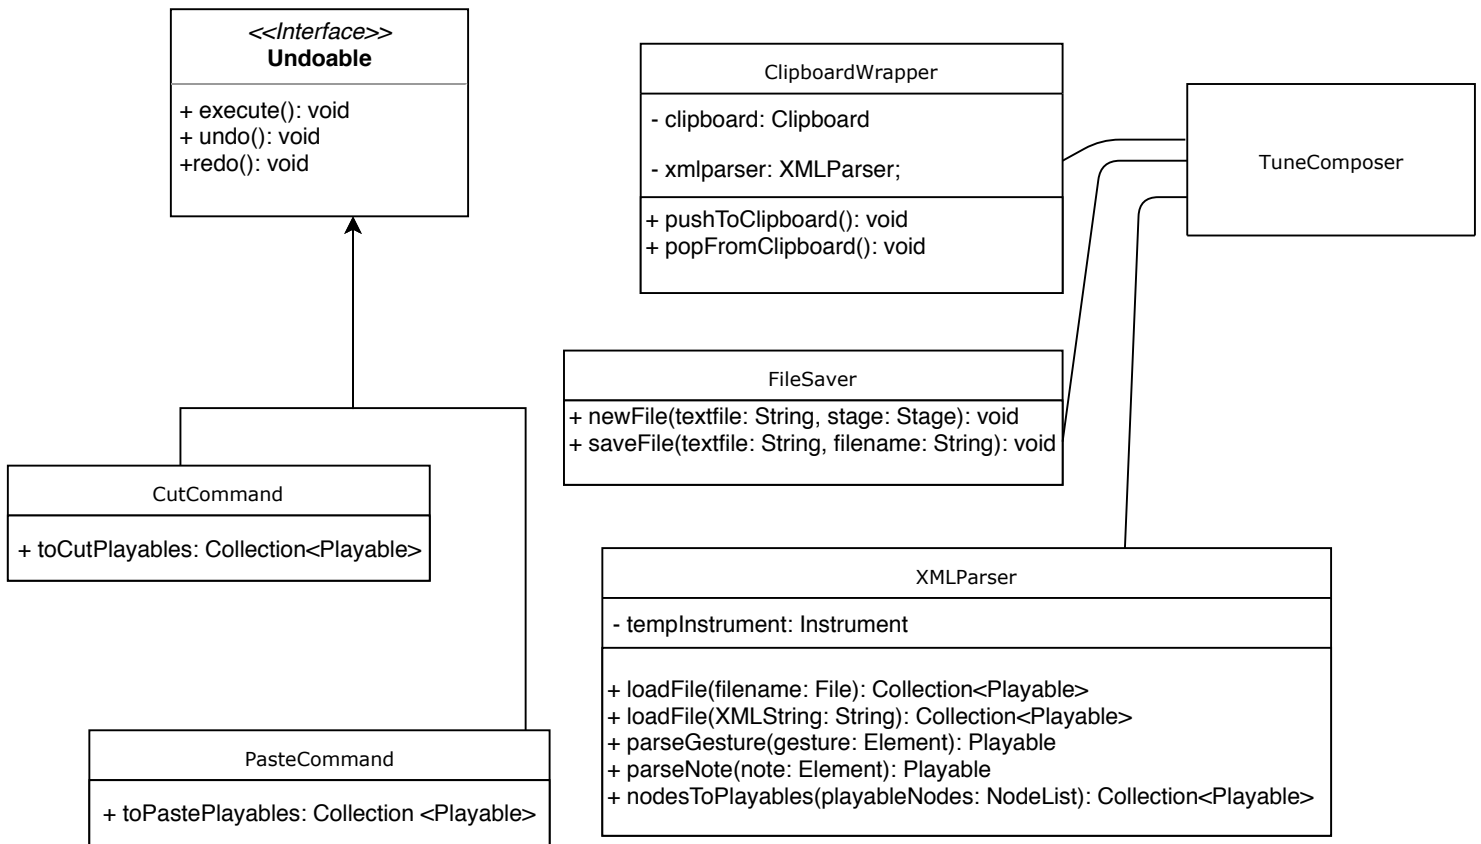 <<Interface>>
Undoable
+ execute(): void
+ undo(): void
+redo(): void
ClipboardWrapper
- clipboard: Clipboard
- xmlparser: XMLParser;
+ pushToClipboard(): void
+ popFromClipboard(): void
TuneComposer
FileSaver
+ newFile(textfile: String, stage: Stage): void
+ saveFile(textfile: String, filename: String): void
CutCommand
+ toCutPlayables: Collection<Playable>
XMLParser
- tempInstrument: Instrument
+ loadFile(filename: File): Collection<Playable>
+ loadFile(XMLString: String): Collection<Playable>
+ parseGesture(gesture: Element): Playable
+ parseNote(note: Element): Playable
+ nodesToPlayables(playableNodes: NodeList): Collection<Playable>
PasteCommand
+ toPastePlayables: Collection <Playable>